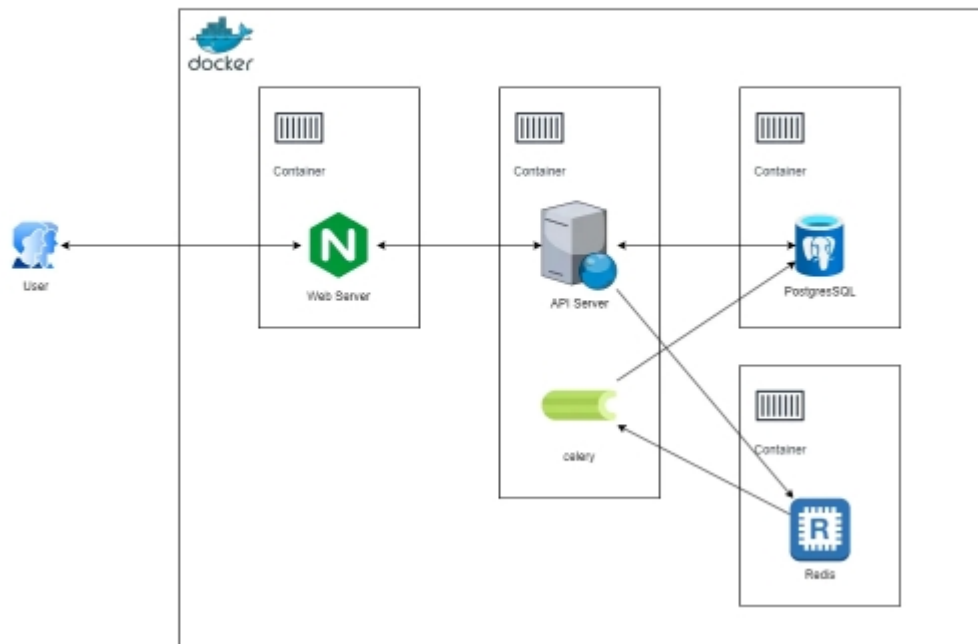 docker
Container
Container
Container
User
Web Server
API Server
PostgresSQL
Container
celery
R
Redis